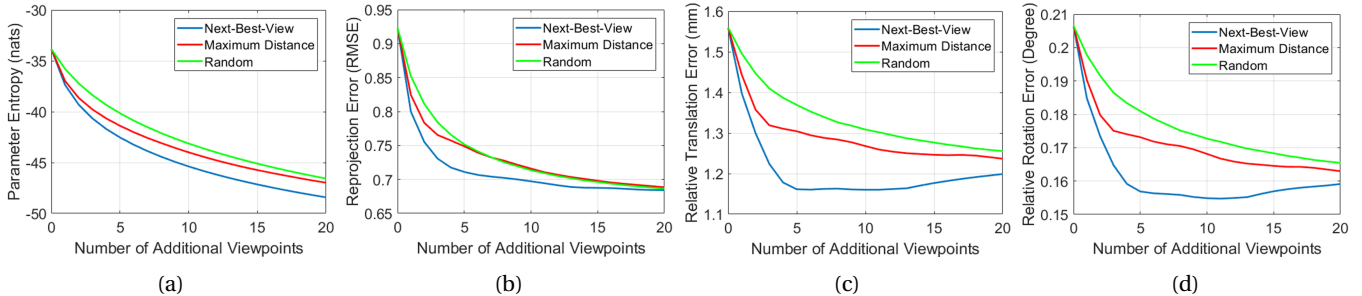 Parameter Entropy (nats)
-30
-35
-40
-45
-50
Next-Best-View
Maximum Distance
Random
0 5 10 15 20
Number of Additional Viewpoints
(a)
Reprojection Error (RMSE)
0.95
0.9
0.85
0.8
0.75
0.7
0.65
Next-Best-View
Maximum Distance
Random
0 5 10 15 20
Number of Additional Viewpoints
(b)
Relative Translation Error (mm)
1.6
1.5
1.4
1.3
1.2
1.1
Next-Best-View
Maximum Distance
Random
0 5 10 15 20
Number of Additional Viewpoints
(c)
Relative Rotation Error (Degree)
0.21
0.2
0.19
0.18
0.17
0.16
0.15
Next-Best-View
Maximum Distance
Random
0 5 10 15 20
Number of Additional Viewpoints
(d)